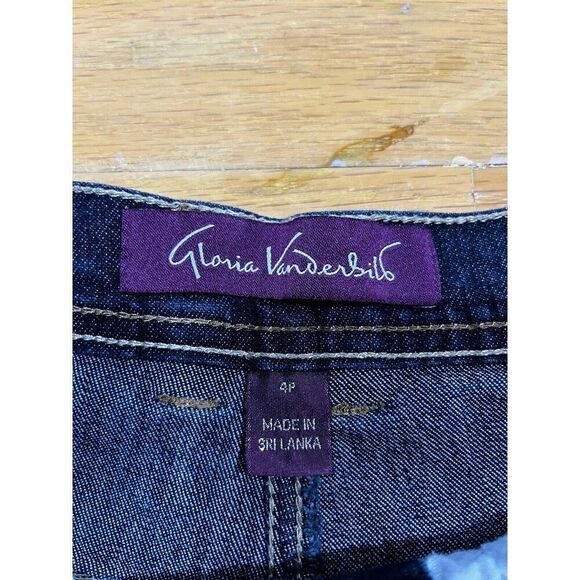 Gloria Vanderbilt
4P
MADE IN
SRI LANKA